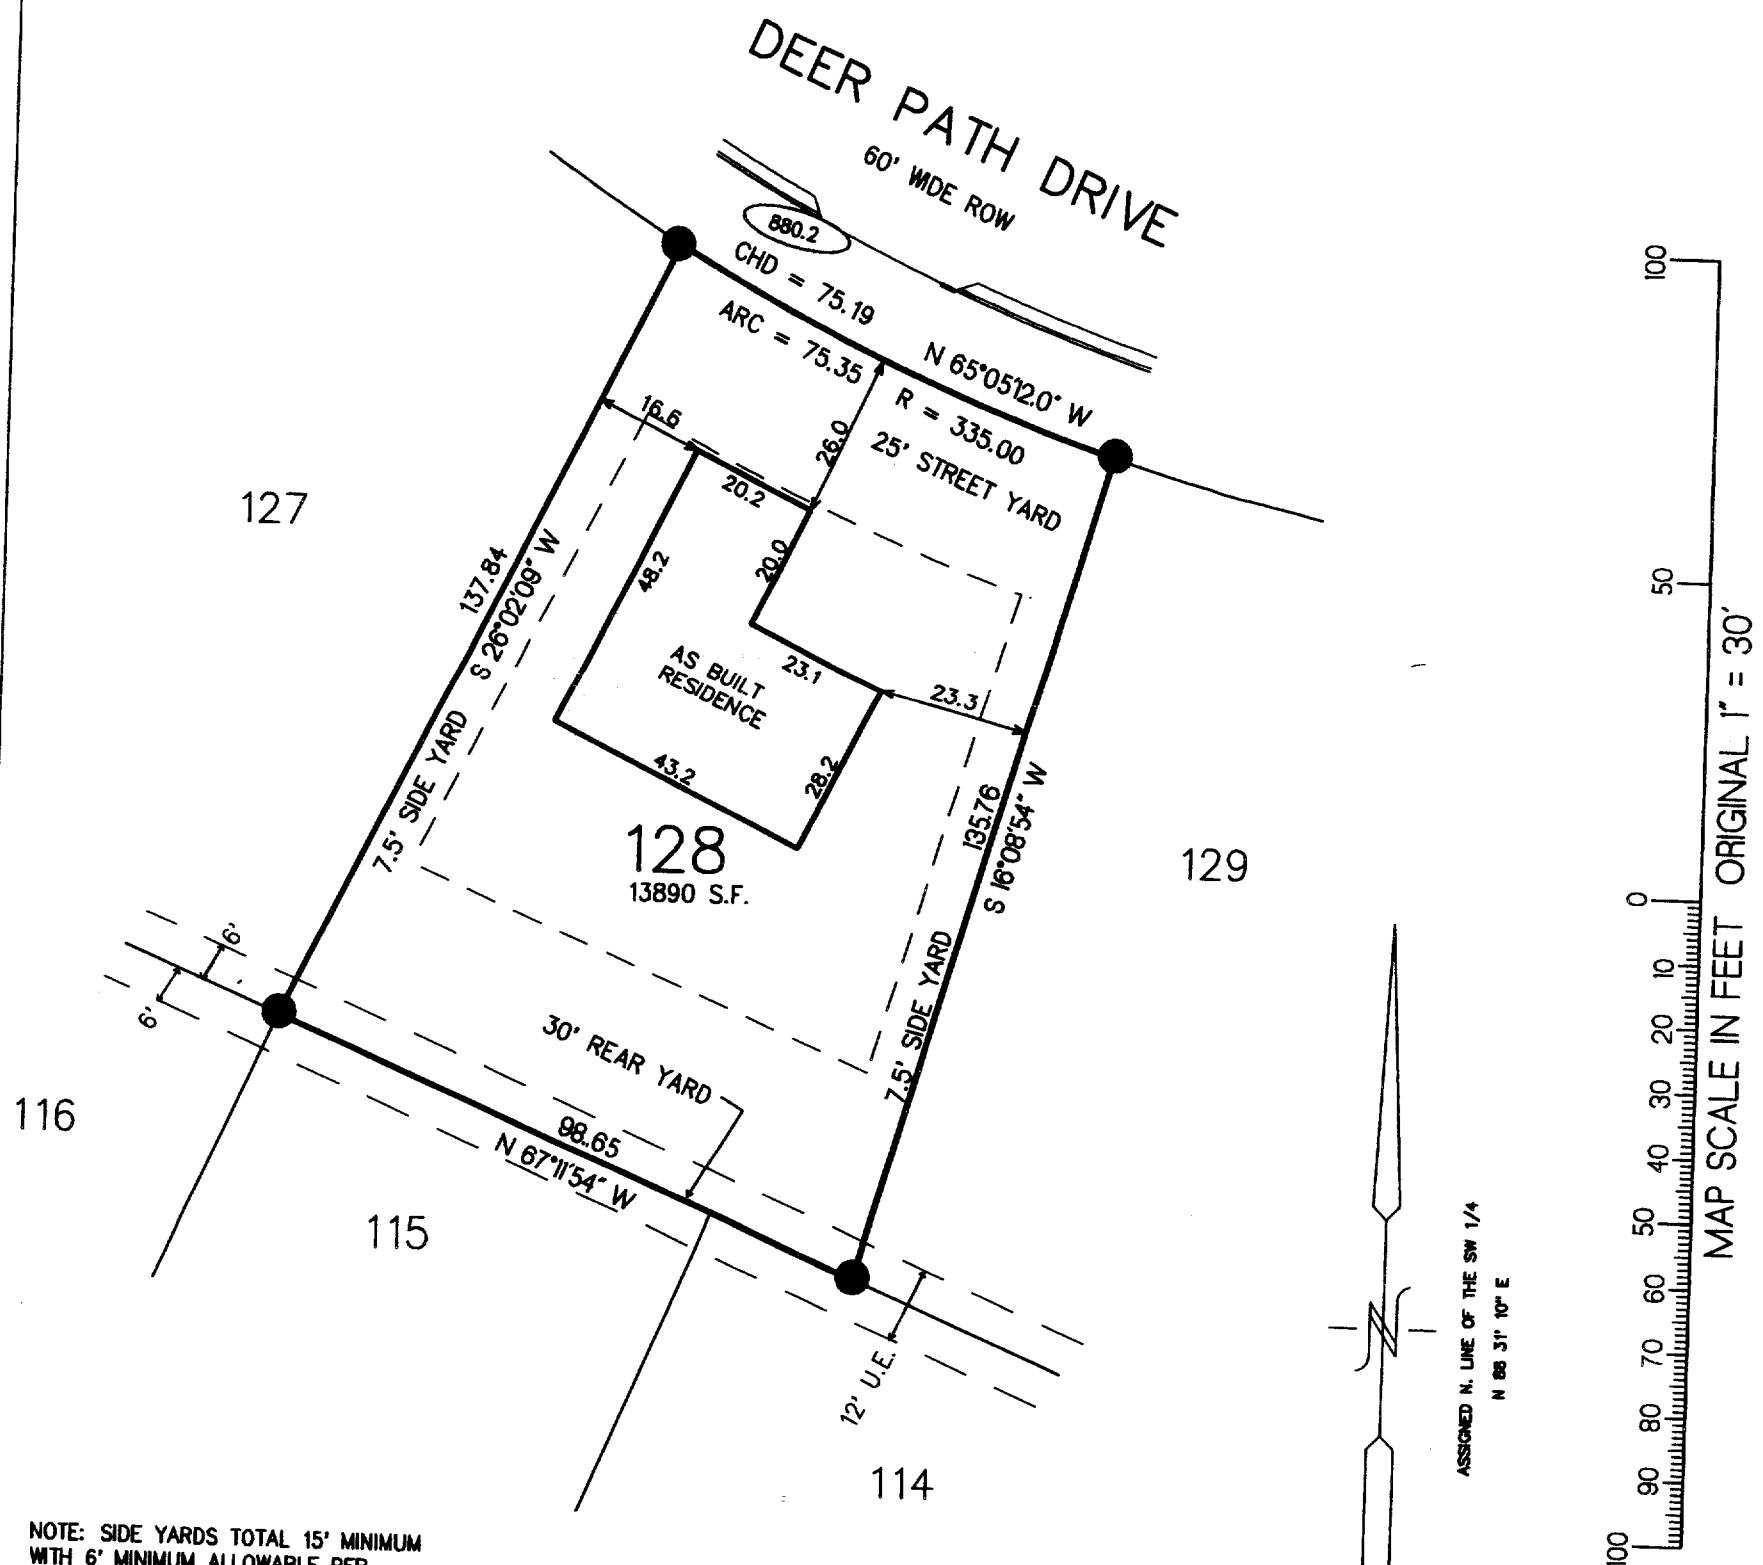 DEER PATH DRIVE
60' WIDE ROW
880.2
CHD = 75.19
ARC = 75.35
N 65°05'12.0" W
R = 335.00
25' STREET YARD
16.6
26.0
20.2
20.0
48.2
23.1
23.3
AS BUILT
RESIDENCE
43.2
28.2
127
137.84
S 26°02'09" W
7.5' SIDE YARD
128
13890 S.F.
135.76
S 16°08'54" W
7.5' SIDE YARD
129
6'
6'
30' REAR YARD
98.65
N 67°11'54" W
116
115
12' U.E.
114
N
ASSIGNED N. LINE OF THE SW 1/4
N 88 31' 10" E
100
50
0
10
20
30
40
50
60
70
80
90
100
MAP SCALE IN FEET ORIGINAL 1" = 30'
NOTE: SIDE YARDS TOTAL 15' MINIMUM
WITH 6' MINIMUM ALLOWABLE PER